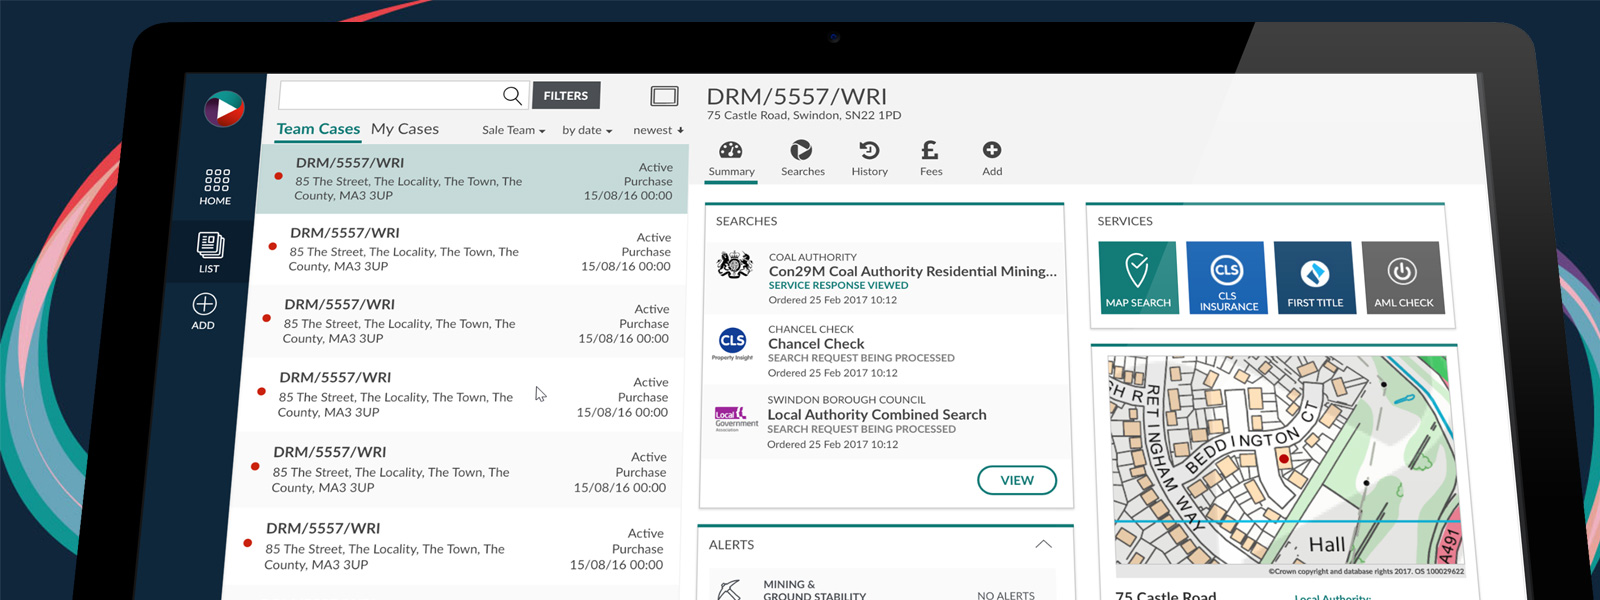 HOME
LIST
ADD
FILTERS
Team Cases My Cases Sale Team by date newest
DRM/5557/WRI
85 The Street, The Locality, The Town, The
County, MA3 3UP
Active
Purchase
15/08/16 00:00
DRM/5557/WRI
85 The Street, The Locality, The Town, The
County, MA3 3UP
Active
Purchase
15/08/16 00:00
DRM/5557/WRI
85 The Street, The Locality, The Town, The
County, MA3 3UP
Active
Purchase
15/08/16 00:00
DRM/5557/WRI
85 The Street, The Locality, The Town, The
County, MA3 3UP
Active
Purchase
15/08/16 00:00
DRM/5557/WRI
85 The Street, The Locality, The Town, The
County, MA3 3UP
Active
Purchase
15/08/16 00:00
DRM/5557/WRI
85 The Street, The Locality, The Town, The
County, MA3 3UP
Active
Purchase
15/08/16 00:00
DRM/5557/WRI
75 Castle Road, Swindon, SN22 1PD
Summary Searches History Fees Add
SEARCHES
COAL AUTHORITY
Con29M Coal Authority Residential Mining...
SERVICE RESPONSE VIEWED
Ordered 25 Feb 2017 10:12
CLS
Property Insight
CHANCEL CHECK
Chancel Check
SEARCH REQUEST BEING PROCESSED
Ordered 25 Feb 2017 10:12
Local
Government
Association
SWINDON BOROUGH COUNCIL
Local Authority Combined Search
SEARCH REQUEST BEING PROCESSED
Ordered 25 Feb 2017 10:12
VIEW
ALERTS
MINING &
GROUND STABILITY
NO ALERTS
SERVICES
MAP SEARCH
CLS
CLS
INSURANCE
FIRST TITLE
AML CHECK
SH R
RETINGHAM WAY
BEDDINGTON CT
Hall
A491
©Crown copyright and database rights 2017. OS 100029622
75 Castle Road
Local Authority: